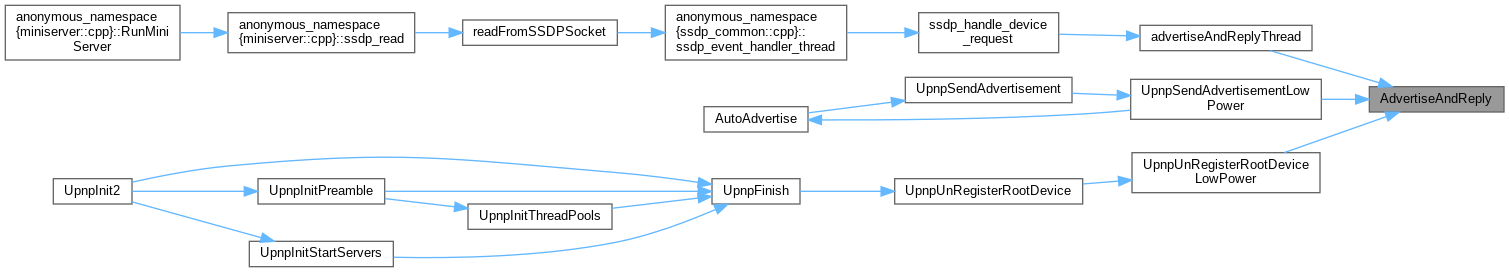 anonymous_namespace
{miniserver::cpp}::RunMini
Server
anonymous_namespace
{miniserver::cpp}::ssdp_read
readFromSSDPSocket
anonymous_namespace
{ssdp_common::cpp}::
ssdp_event_handler_thread
ssdp_handle_device
_request
advertiseAndReplyThread
AdvertiseAndReply
UpnpSendAdvertisement
UpnpSendAdvertisementLow
Power
AutoAdvertise
UpnpUnRegisterRootDevice
LowPower
UpnpInit2
UpnpInitPreamble
UpnpFinish
UpnpUnRegisterRootDevice
UpnpInitThreadPools
UpnpInitStartServers